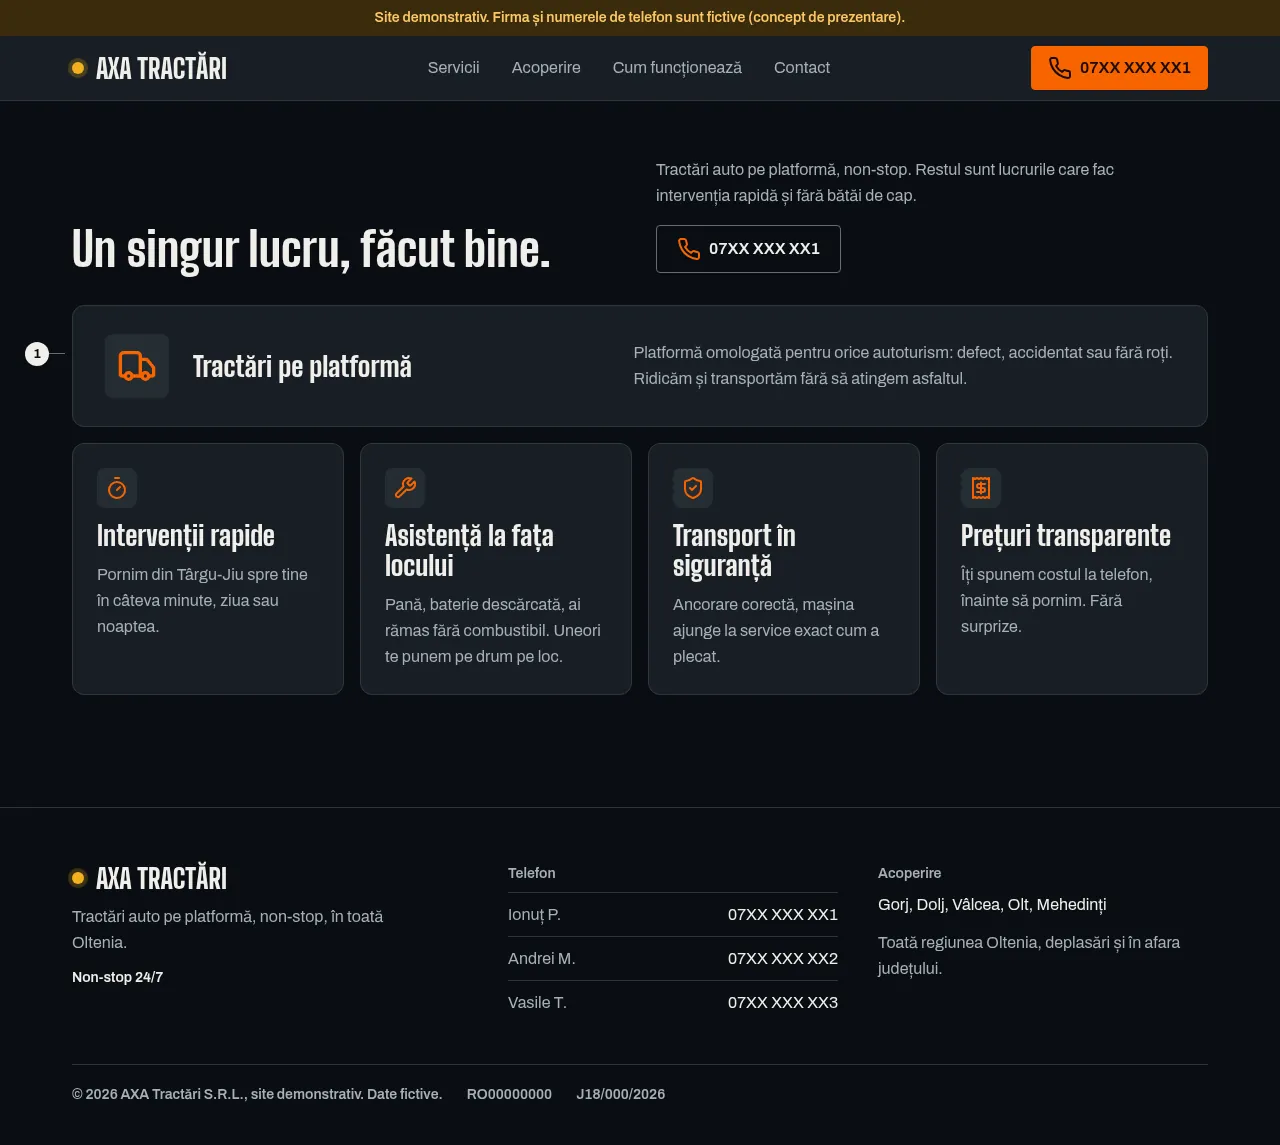 Site demonstrativ. Firma și numerele de telefon sunt fictive (concept de prezentare).
AXA TRACTĂRI
Servicii
Acoperire
Cum funcționează
Contact
07XX XXX XX1
Un singur lucru, făcut bine.
Tractări auto pe platformă, non-stop. Restul sunt lucrurile care fac
intervenția rapidă și fără bătăi de cap.
07XX XXX XX1
1
Tractări pe platformă
Platformă omologată pentru orice autoturism: defect, accidentat sau fără roți.
Ridicăm și transportăm fără să atingem asfaltul.
Intervenții rapide
Pornim din Târgu-Jiu spre tine
în câteva minute, ziua sau
noaptea.
Asistență la fața
locului
Pană, baterie descărcată, ai
rămas fără combustibil. Uneori
te punem pe drum pe loc.
Transport în
siguranță
Ancorare corectă, mașina
ajunge la service exact cum a
plecat.
Prețuri transparente
Îți spunem costul la telefon,
înainte să pornim. Fără
surprize.
AXA TRACTĂRI
Tractări auto pe platformă, non-stop, în toată
Oltenia.
Non-stop 24/7
Telefon
Ionuț P. 07XX XXX XX1
Andrei M. 07XX XXX XX2
Vasile T. 07XX XXX XX3
Acoperire
Gorj, Dolj, Vâlcea, Olt, Mehedinți
Toată regiunea Oltenia, deplasări și în afara
județului.
© 2026 AXA Tractări S.R.L., site demonstrativ. Date fictive. RO00000000 J18/000/2026